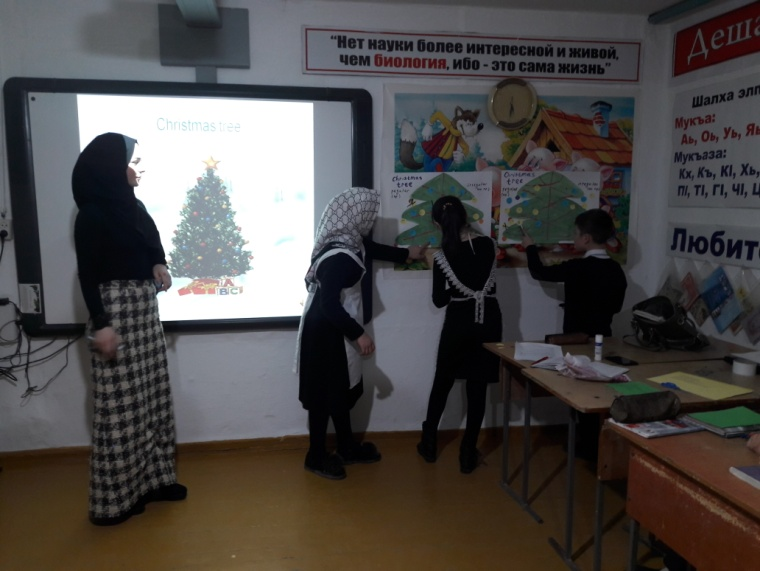 "Нет науки более интересной и живой,
чем биология, ибо - это сама жизнь"
Christmas tree
A
BC
Christmas
tree
Christmas
tree
Деша
Шалха элп
Мукъа:
Аь, Оь, Уь, Яь
Мукъаза:
Кх, Къ, КI, Хь,
ПI, ТI, ГI, ЧI, Ц
Любите